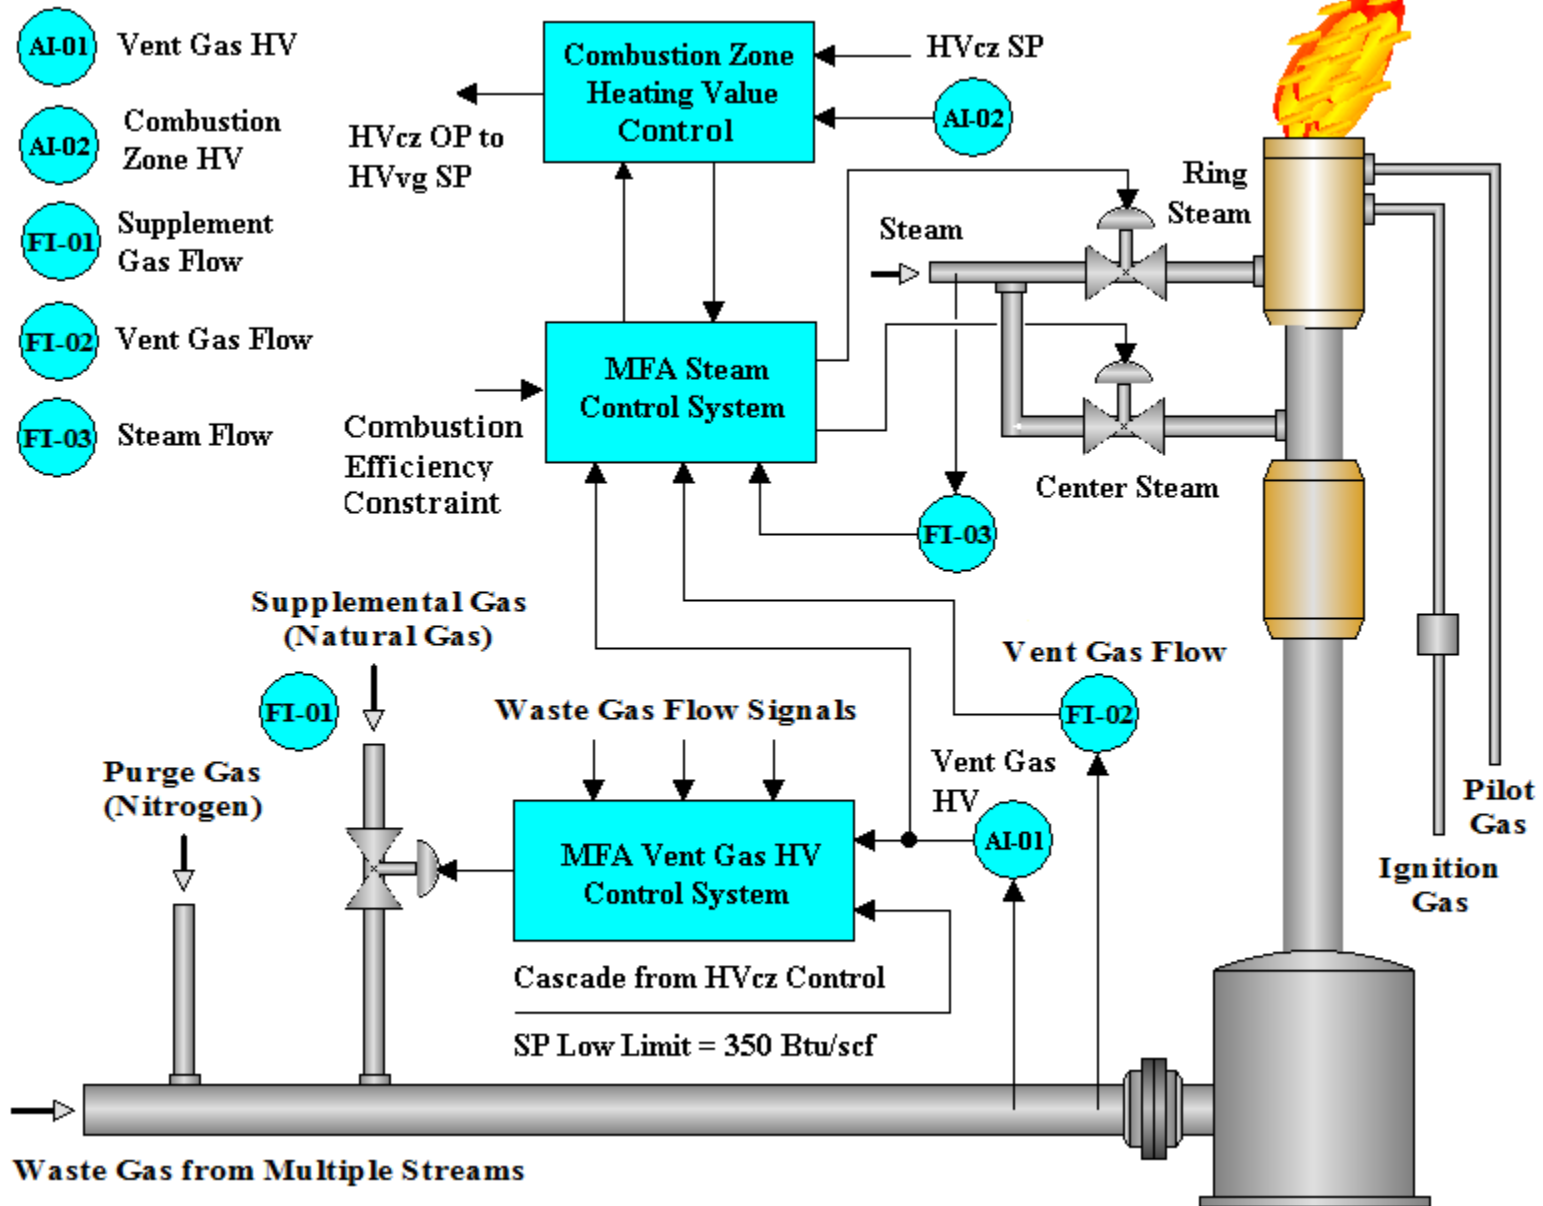 AI-01
Vent Gas HV
AI-02
Combustion
Zone HV
FI-01
Supplement
Gas Flow
FI-02
Vent Gas Flow
FI-03
Steam Flow
Combustion Zone
Heating Value
Control
HVcz SP
AI-02
HVcz OP to
HVvg SP
Ring
Steam
Steam
MFA Steam
Control System
Combustion
Efficiency
Constraint
Center Steam
FI-03
Supplemental Gas
(Natural Gas)
FI-01
Purge Gas
(Nitrogen)
Waste Gas Flow Signals
Vent Gas Flow
FI-02
Vent Gas
HV
AI-01
MFA Vent Gas HV
Control System
Cascade from HVcz Control
SP Low Limit = 350 Btu/scf
Pilot
Gas
Ignition
Gas
Waste Gas from Multiple Streams